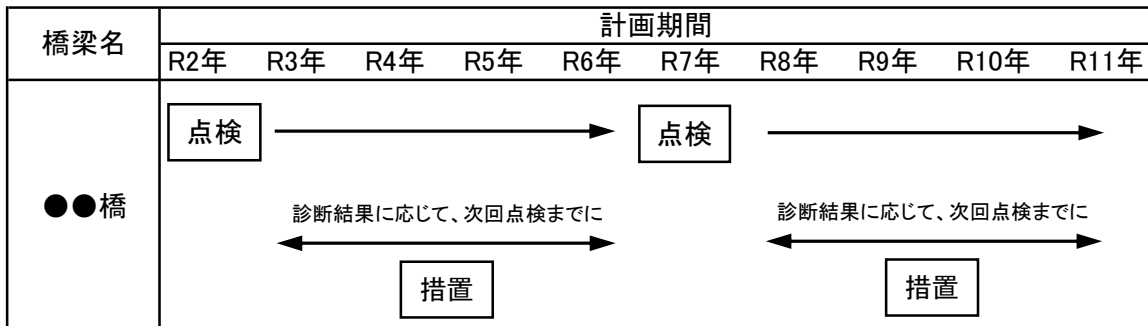 橋梁名
計画期間
R2年 R3年 R4年 R5年 R6年 R7年 R8年 R9年 R10年 R11年
点検 点検
●●橋
診断結果に応じて、次回点検までに 診断結果に応じて、次回点検までに
措置 措置